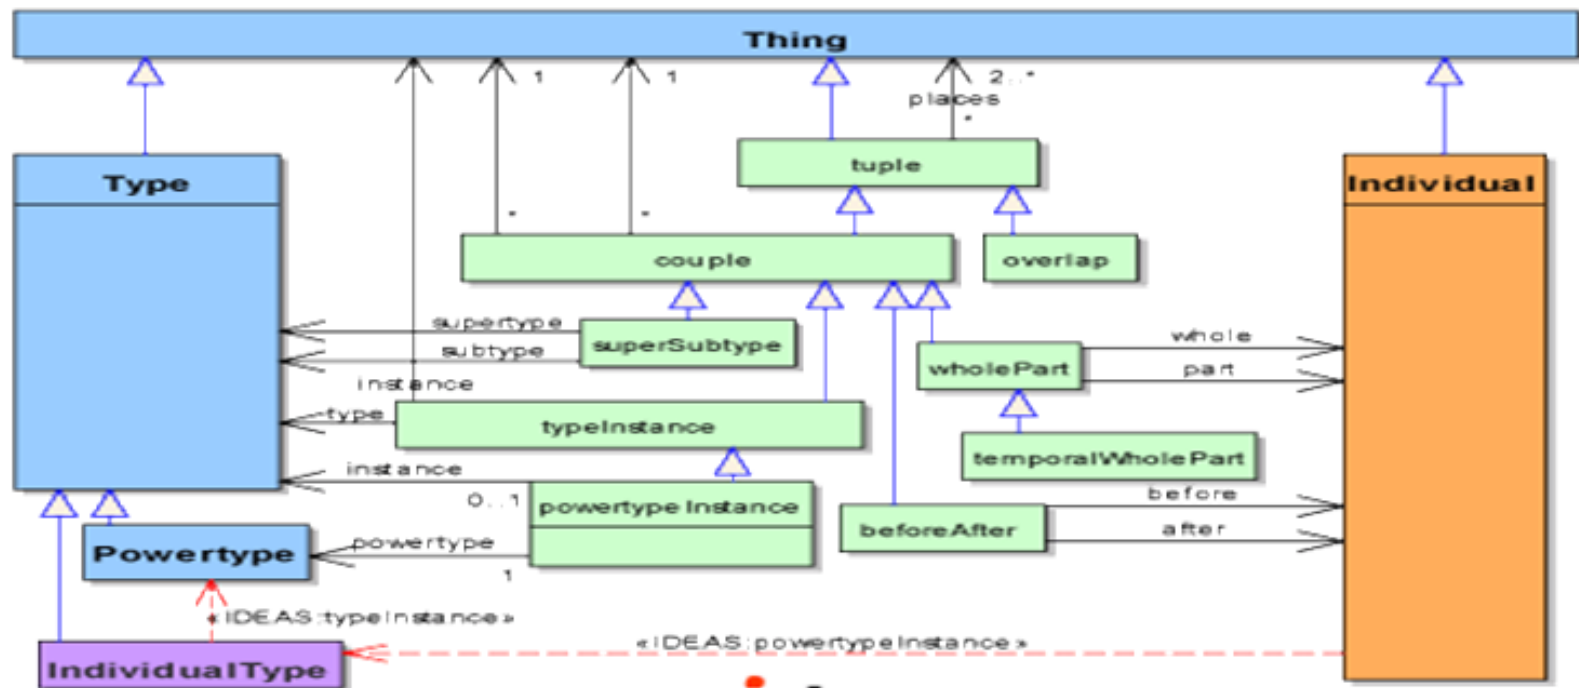 Thing
1
1
2..*
places
*
tuple
Type
Individual
*
*
couple
overlap
supertype
superSubtype
subtype
whole
wholePart
part
instance
type
typeInstance
temporalWholePart
instance
0..1
powertypeInstance
before
beforeAfter
after
Powertype
powertype
1
«IDEAS:typeInstance»
«IDEAS:powertypeInstance»
IndividualType